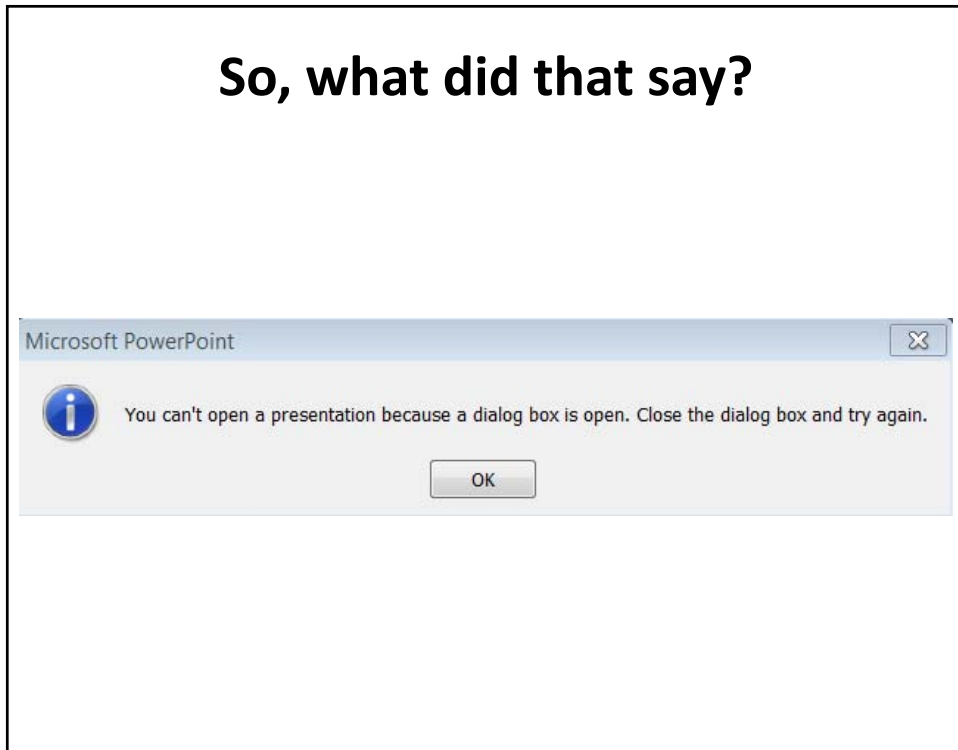 So, what did that say?
Microsoft PowerPoint
You can't open a presentation because a dialog box is open. Close the dialog box and try again.
OK